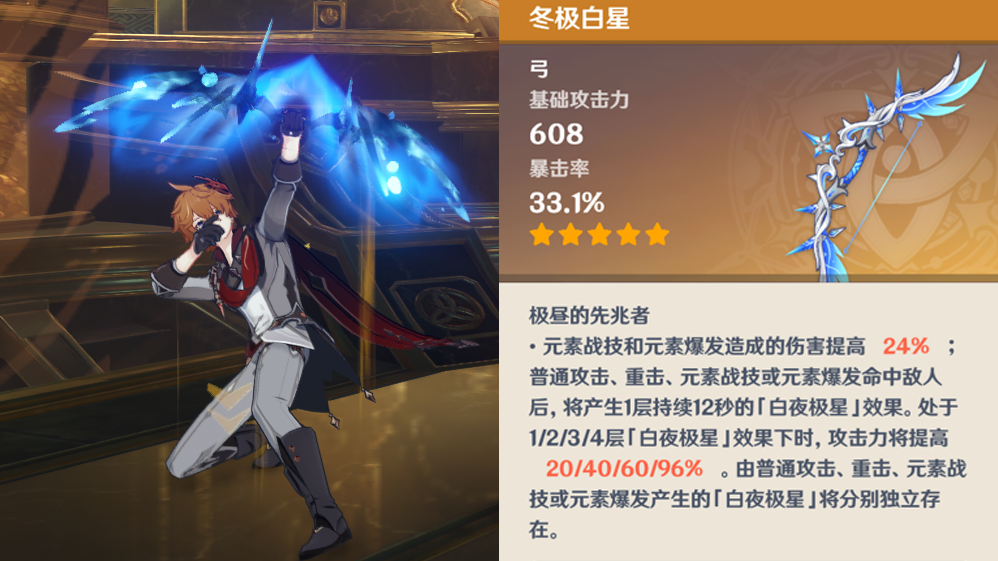 冬极白星
弓
基础攻击力
608
暴击率
33.1%
极昼的先兆者
·元素战技和元素爆发造成的伤害提高 24% ；
普通攻击、重击、元素战技或元素爆发命中敌人
后，将产生1层持续12秒的「白夜极星」效果。处于
1/2/3/4层「白夜极星」效果下时，攻击力将提高
20/40/60/96% 。由普通攻击、重击、元素战
技或元素爆发产生的「白夜极星」将分别独立存
在。